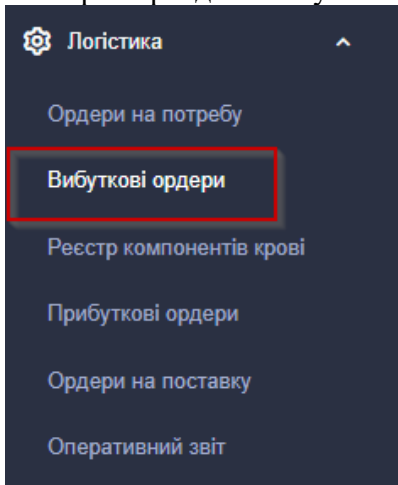 Логістика
Ордери на потребу
Вибуткові ордери
Реєстр компонентів крові
Прибуткові ордери
Ордери на поставку
Оперативний звіт